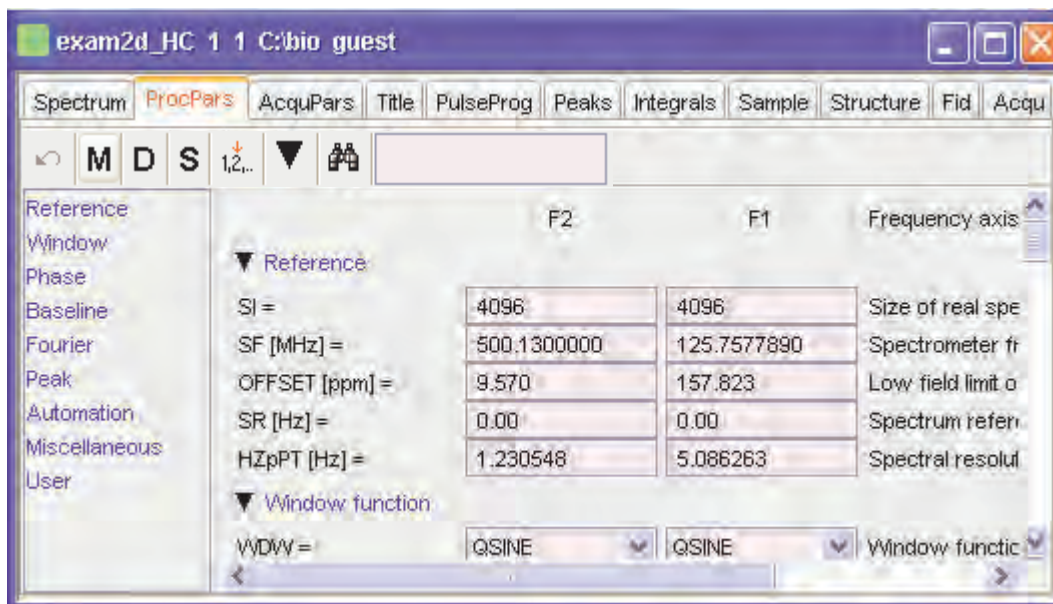 exam2d_HC 1 1 C:\bio guest
Spectrum ProcPars AcquPars Title PulseProg Peaks Integrals Sample Structure Fid Acqu
M D S 1,2,..
Reference
Window
Phase
Baseline
Fourier
Peak
Automation
Miscellaneous
User
F2 F1 Frequency axis
Reference
SI = 4096 4096 Size of real spe
SF [MHz] = 500.1300000 125.7577890 Spectrometer fr
OFFSET [ppm] = 9.570 157.823 Low field limit o
SR [Hz] = 0.00 0.00 Spectrum refer
HZpPT [Hz] = 1.230548 5.086263 Spectral resolut
Window function
WDW = QSINE QSINE Window functic